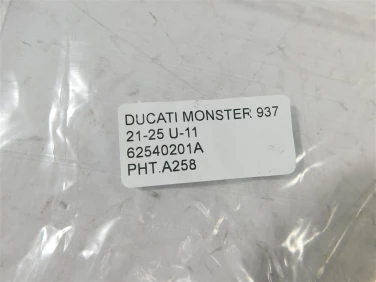 DUCATI MONSTER 937
21-25 U-11
62540201A
PHT.A258